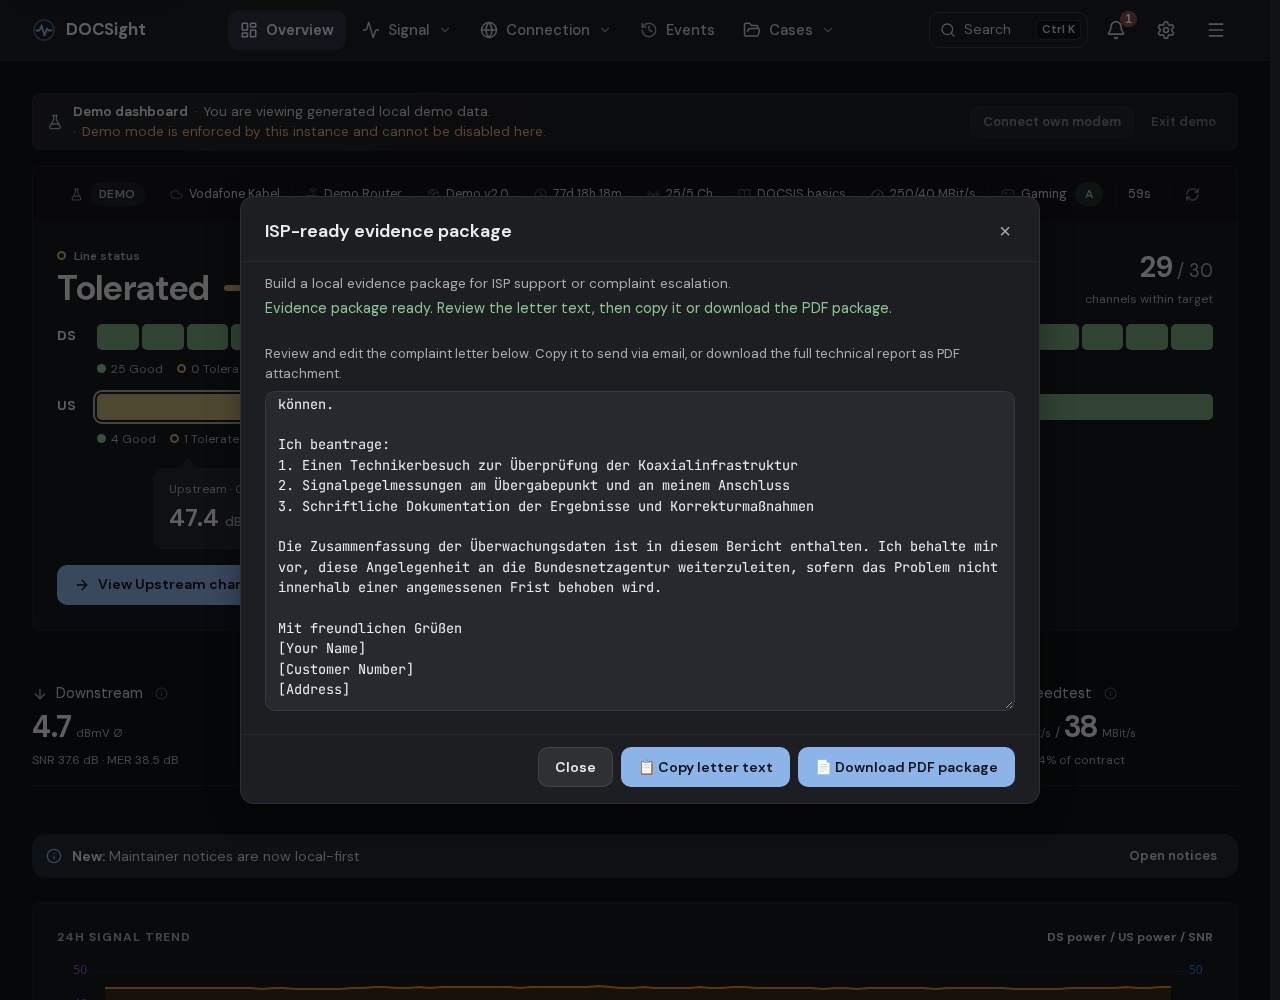 DOCSight
Overview
Signal
Connection
Events
Cases
Search
Ctrl K
1
Demo dashboard · You are viewing generated local demo data.
· Demo mode is enforced by this instance and cannot be disabled here.
Connect own modem
Exit demo
DEMO
Vodafone Kabel
Demo Router
Demo v2.0
77d 18h 18m
25/5 Ch
DOCSIS basics
250/40 MBit/s
Gaming
A
59s
Line status
Tolerated
29 / 30
channels within target
DS
25 Good
0 Tolera
US
4 Good
1 Tolerate
Upstream ·
47.4 dB
View Upstream char
ISP-ready evidence package
×
Build a local evidence package for ISP support or complaint escalation.
Evidence package ready. Review the letter text, then copy it or download the PDF package.
Review and edit the complaint letter below. Copy it to send via email, or download the full technical report as PDF
attachment.
können.
Ich beantrage:
1. Einen Technikerbesuch zur Überprüfung der Koaxialinfrastruktur
2. Signalpegelmessungen am Übergabepunkt und an meinem Anschluss
3. Schriftliche Dokumentation der Ergebnisse und Korrekturmaßnahmen
Die Zusammenfassung der Überwachungsdaten ist in diesem Bericht enthalten. Ich behalte mir
vor, diese Angelegenheit an die Bundesnetzagentur weiterzuleiten, sofern das Problem nicht
innerhalb einer angemessenen Frist behoben wird.
Mit freundlichen Grüßen
[Your Name]
[Customer Number]
[Address]
Close
Copy letter text
Download PDF package
Downstream
4.7 dBmV Ø
SNR 37.6 dB · MER 38.5 dB
eedtest
/s / 38 MBit/s
4% of contract
New: Maintainer notices are now local-first
Open notices
24H SIGNAL TREND
DS power / US power / SNR
50
50